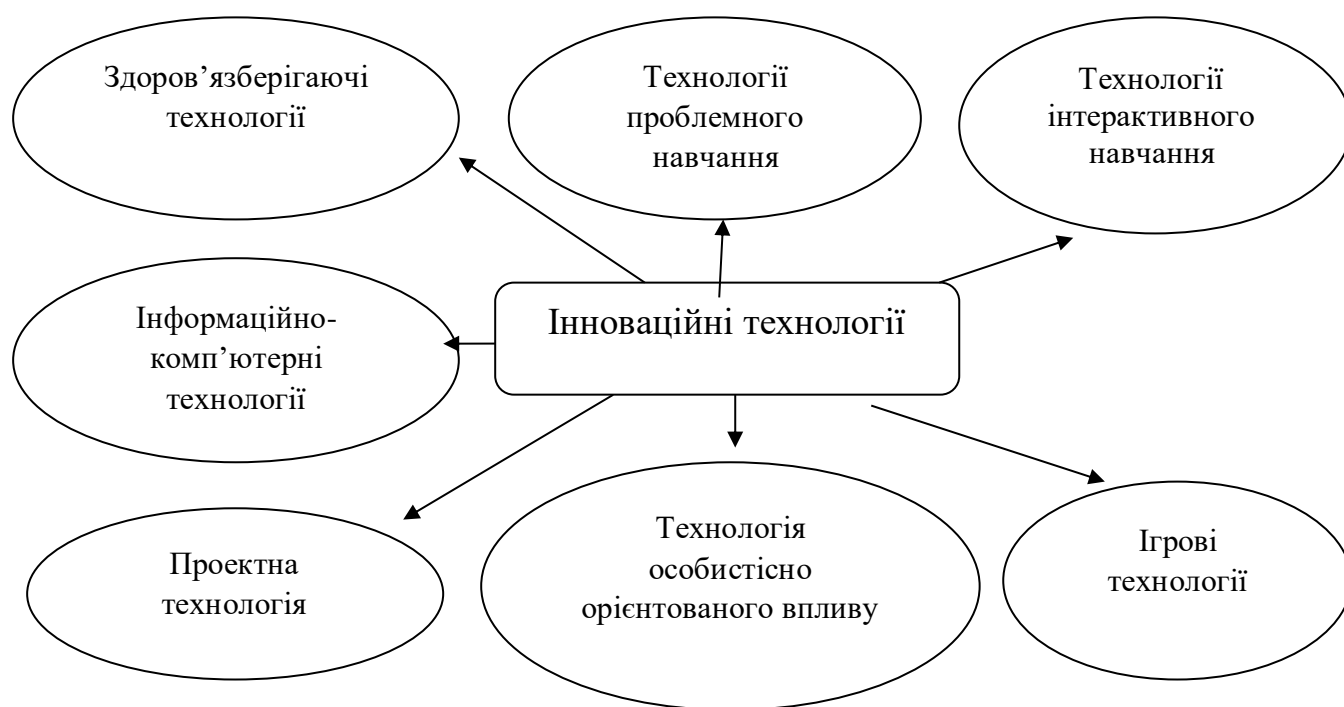 Здоров’язберігаючі
технології
Технології
проблемного
навчання
Технології
інтерактивного
навчання
Інформаційно-
комп’ютерні
технології
Інноваційні технології
Проектна
технологія
Технологія
особистісно
орієнтованого впливу
Ігрові
технології